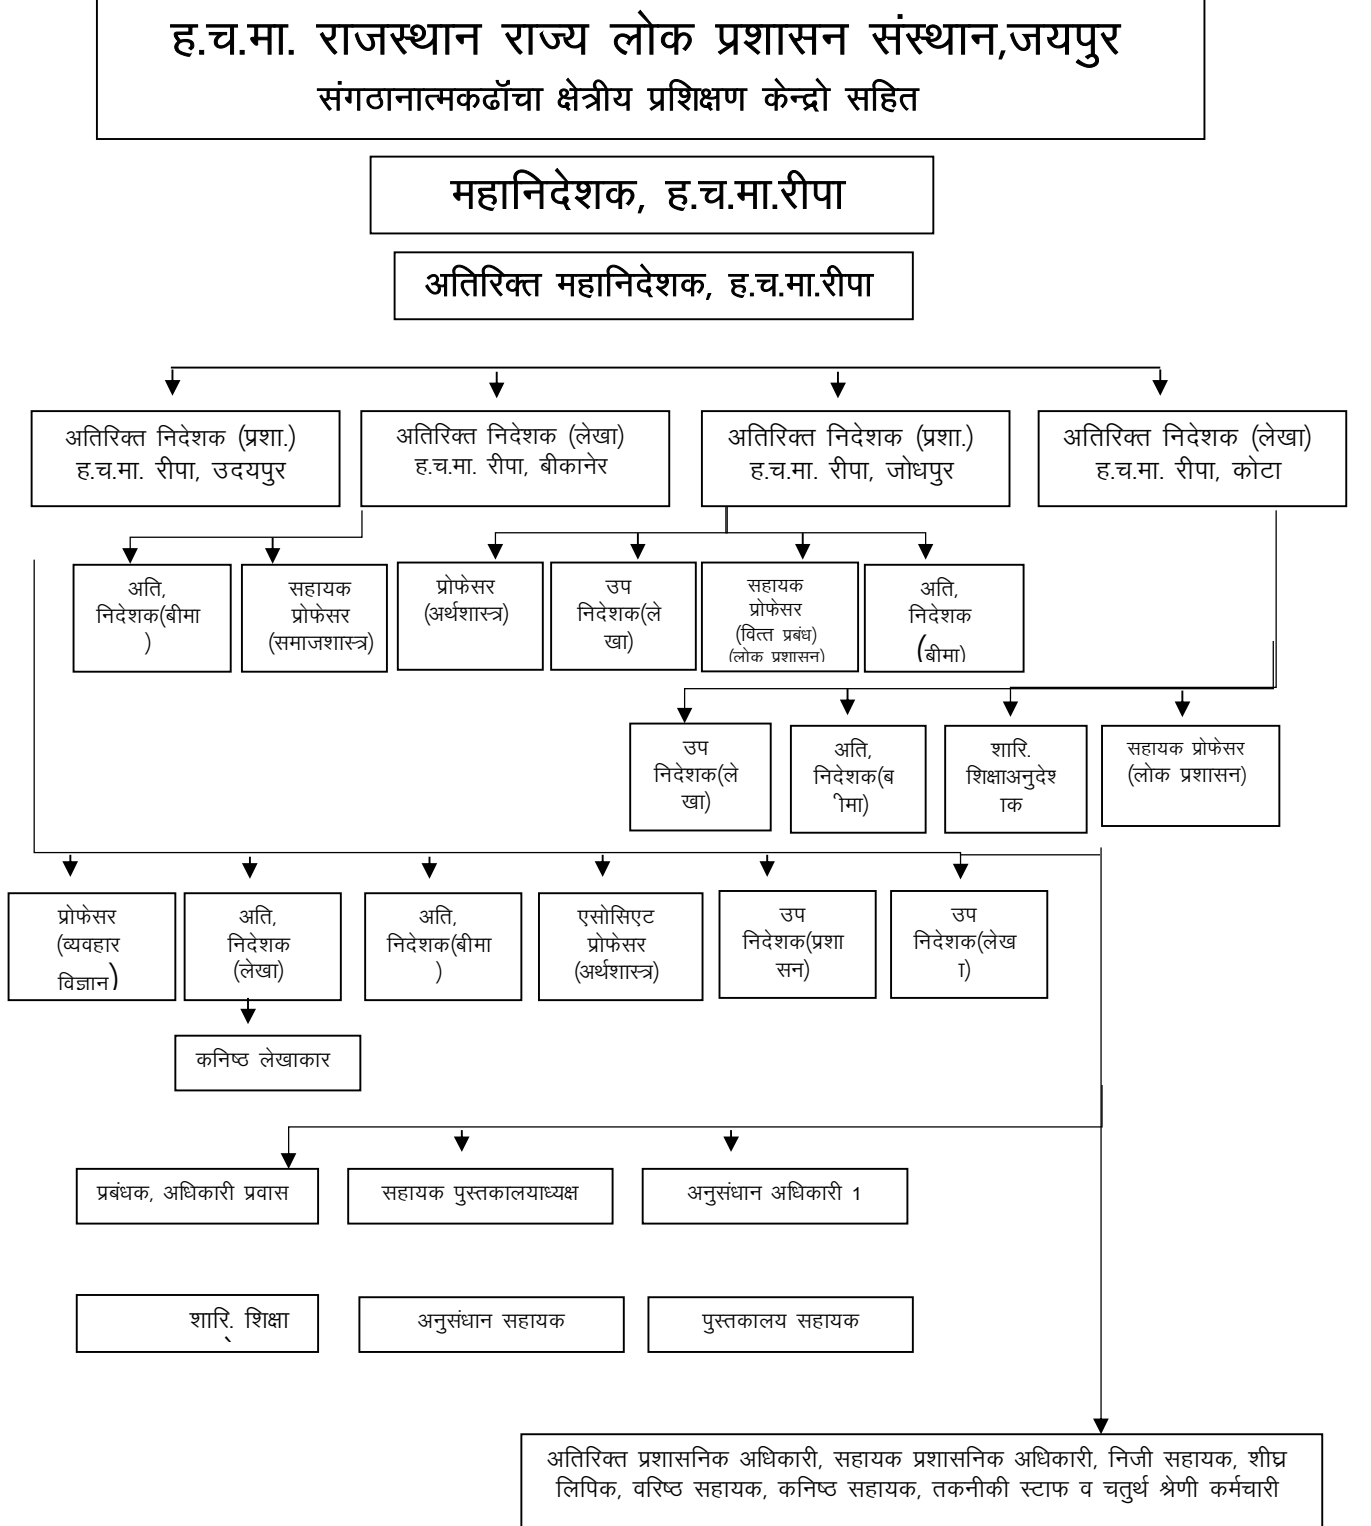 ह.च.मा. राजस्थान राज्य लोक प्रशासन संस्थान,जयपुर
संगठानात्मकढॉचा क्षेत्रीय प्रशिक्षण केन्द्रो सहित
महानिदेशक, ह.च.मा.रीपा
अतिरिक्त महानिदेशक, ह.च.मा.रीपा
अतिरिक्त निदेशक (प्रशा.)
ह.च.मा. रीपा, उदयपुर
अतिरिक्त निदेशक (लेखा)
ह.च.मा. रीपा, बीकानेर
अतिरिक्त निदेशक (प्रशा.)
ह.च.मा. रीपा, जोधपुर
अतिरिक्त निदेशक (लेखा)
ह.च.मा. रीपा, कोटा
अति,
निदेशक(बीमा
)
सहायक
प्रोफेसर
(समाजशास्त्र)
प्रोफेसर
(अर्थशास्त्र)
उप
निदेशक(ले
खा)
सहायक
प्रोफेसर
(वित्त प्रबंध)
(लोक प्रशासन)
अति,
निदेशक
(बीमा)
उप
निदेशक(ले
खा)
अति,
निदेशक(ब
ीमा)
शारि.
शिक्षाअनुदेश
ाक
सहायक प्रोफेसर
(लोक प्रशासन)
प्रोफेसर
(व्यवहार
विज्ञान)
अति,
निदेशक
(लेखा)
अति,
निदेशक(बीमा
)
एसोसिएट
प्रोफेसर
(अर्थशास्त्र)
उप
निदेशक(प्रशा
सन)
उप
निदेशक(लेख
ा)
कनिष्ठ लेखाकार
प्रबंधक, अधिकारी प्रवास
सहायक पुस्तकालयाध्यक्ष
अनुसंधान अधिकारी 1
शारि. शिक्षा
अनुसंधान सहायक
पुस्तकालय सहायक
अतिरिक्त प्रशासनिक अधिकारी, सहायक प्रशासनिक अधिकारी, निजी सहायक, शीघ्र
लिपिक, वरिष्ठ सहायक, कनिष्ठ सहायक, तकनीकी स्टाफ व चतुर्थ श्रेणी कर्मचारी